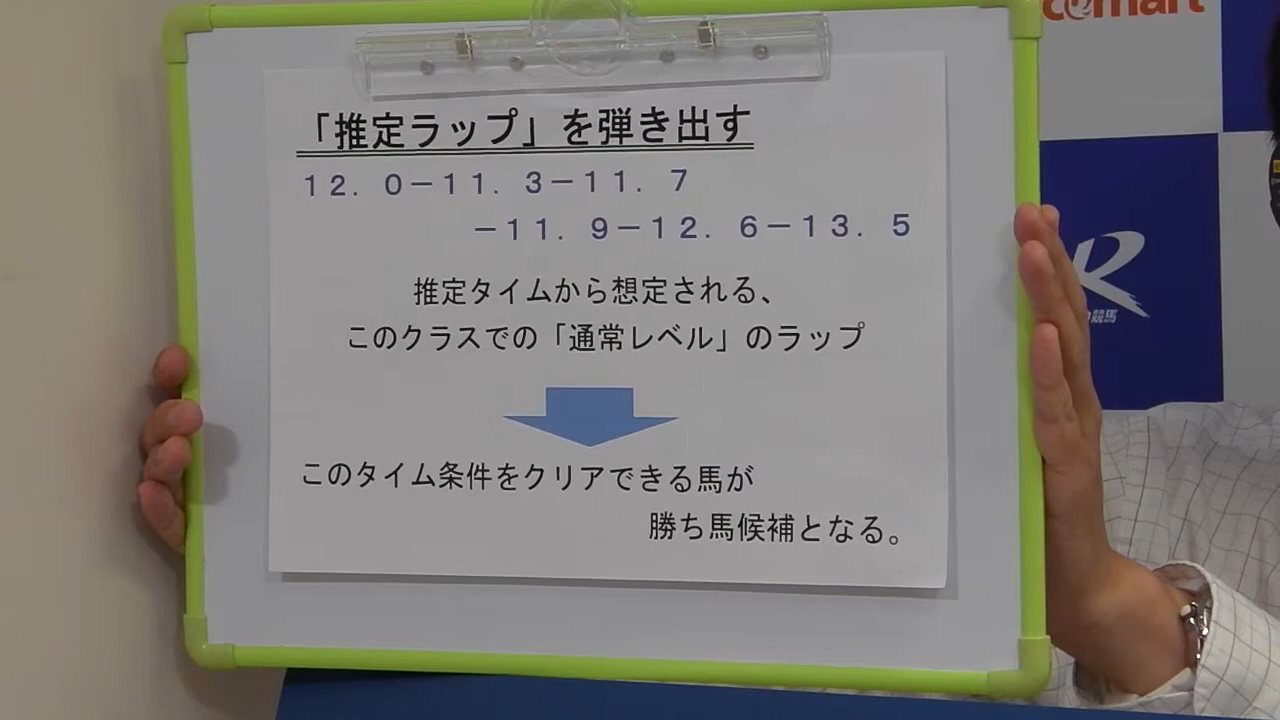 「推定ラップ」を弾き出す
１２．０－１１．３－１１．７
－１１．９－１２．６－１３．５
推定タイムから想定される、
このクラスでの「通常レベル」のラップ
このタイム条件をクリアできる馬が
勝ち馬候補となる。
R
競馬